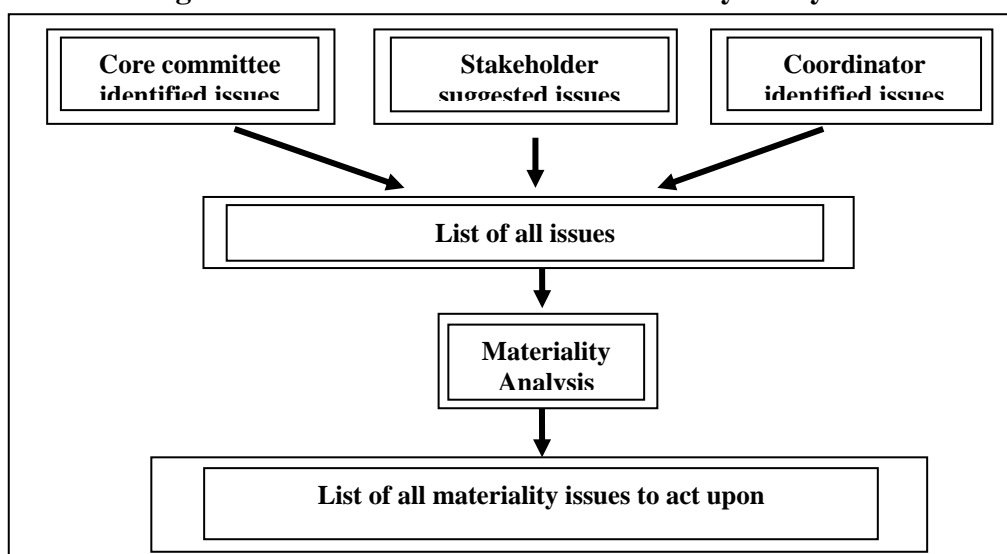 Core committee
identified issues
Stakeholder
suggested issues
Coordinator
identified issues
List of all issues
Materiality
Analysis
List of all materiality issues to act upon